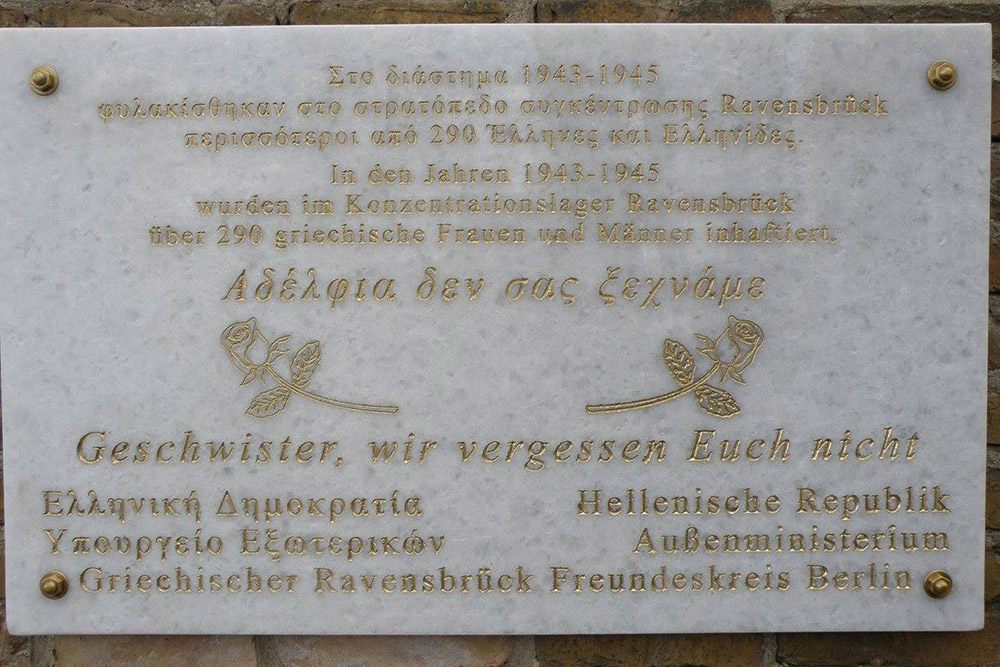 Στο διάστημα 1943-1945
φυλακίσθηκαν στο στρατόπεδο συγκέντρωσης Ravensbrück
περισσότεροι από 290 Έλληνες και Ελληνίδες.
In den Jahren 1943-1945
wurden im Konzentrationslager Ravensbrück
über 290 griechische Frauen und Männer inhaftiert.
Αδέλφια δεν σας ξεχνάμε
Geschwister, wir vergessen Euch nicht
Ελληνική Δημοκρατία Hellenische Republik
Υπουργείο Εξωτερικών Außenministerium
Griechischer Ravensbrück Freundeskreis Berlin